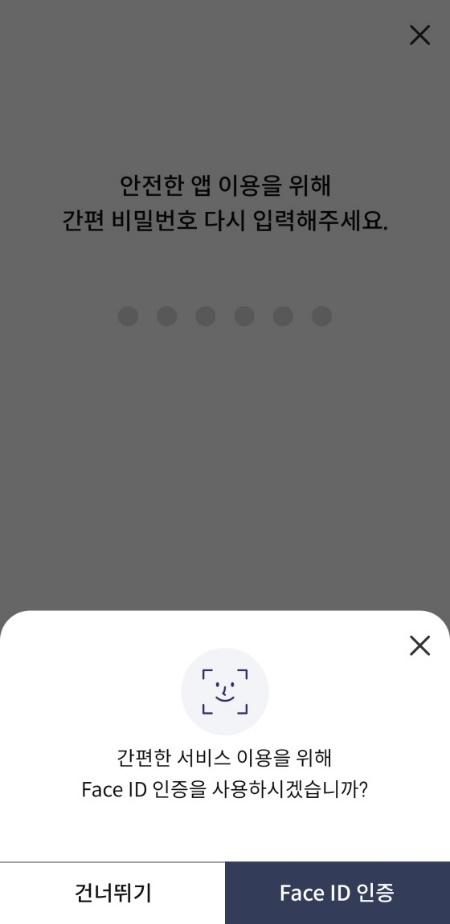 안전한 앱 이용을 위해
간편 비밀번호 다시 입력해주세요.
간편한 서비스 이용을 위해
Face ID 인증을 사용하시겠습니까?
건너뛰기
Face ID 인증